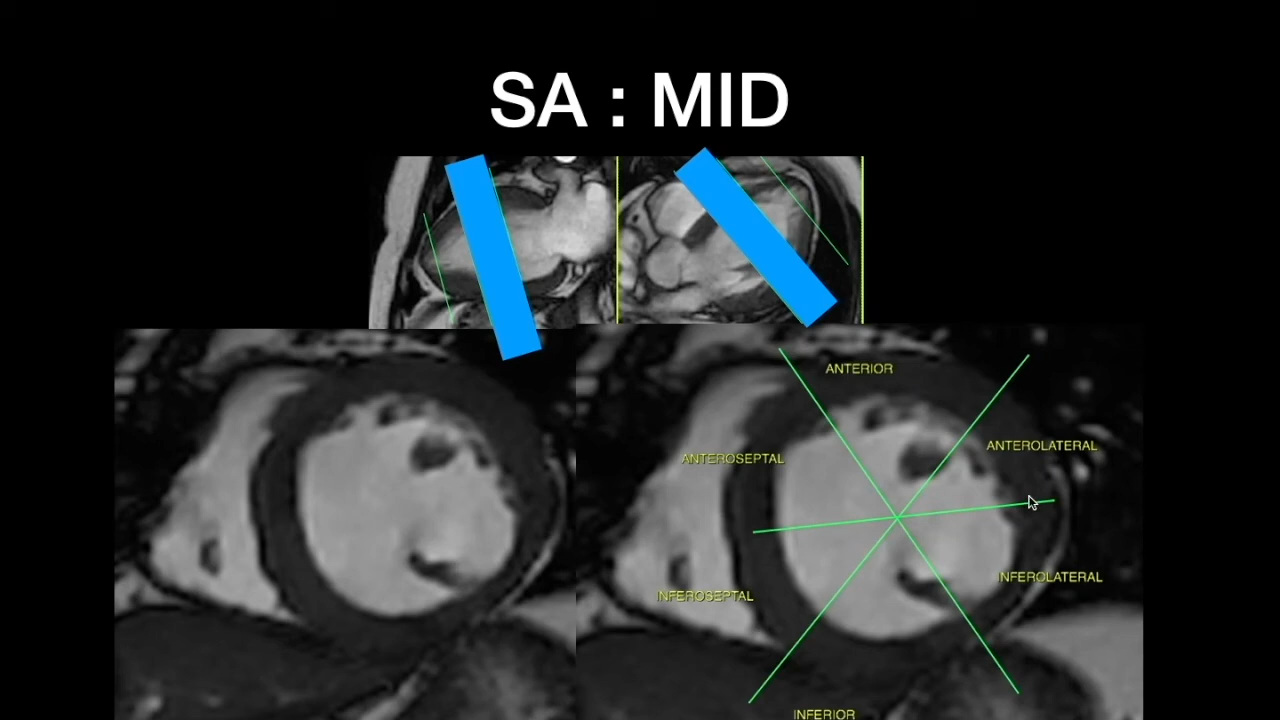 SA : MID
ANTERIOR
ANTEROSEPTAL
ANTEROLATERAL
INFEROSEPTAL
INFEROLATERAL
INFERIOR